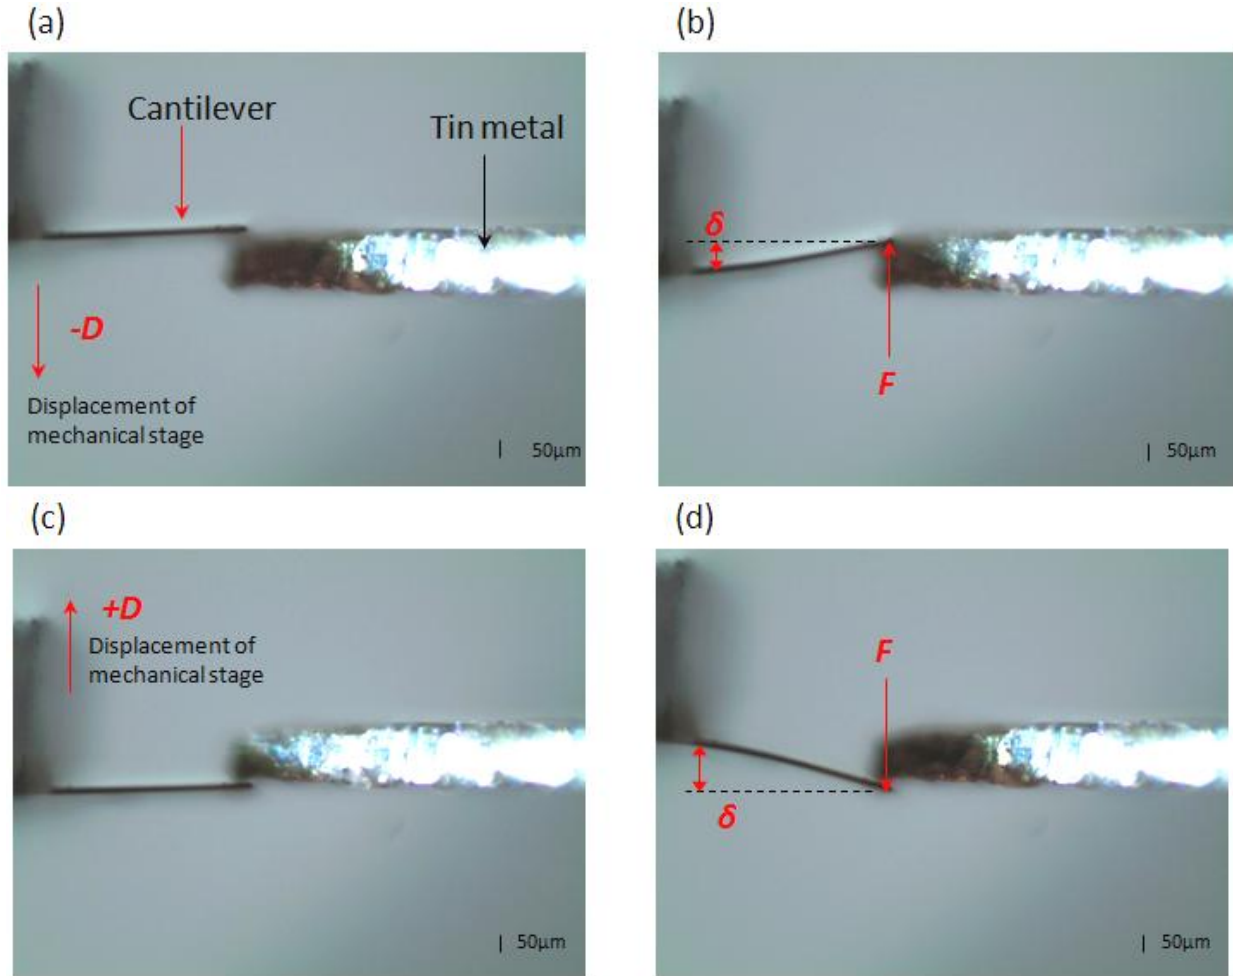 (a)
Cantilever
Tin metal
-D
Displacement of
mechanical stage
50μm
(b)
δ
F
50μm
(c)
+D
Displacement of
mechanical stage
50μm
(d)
F
δ
50μm